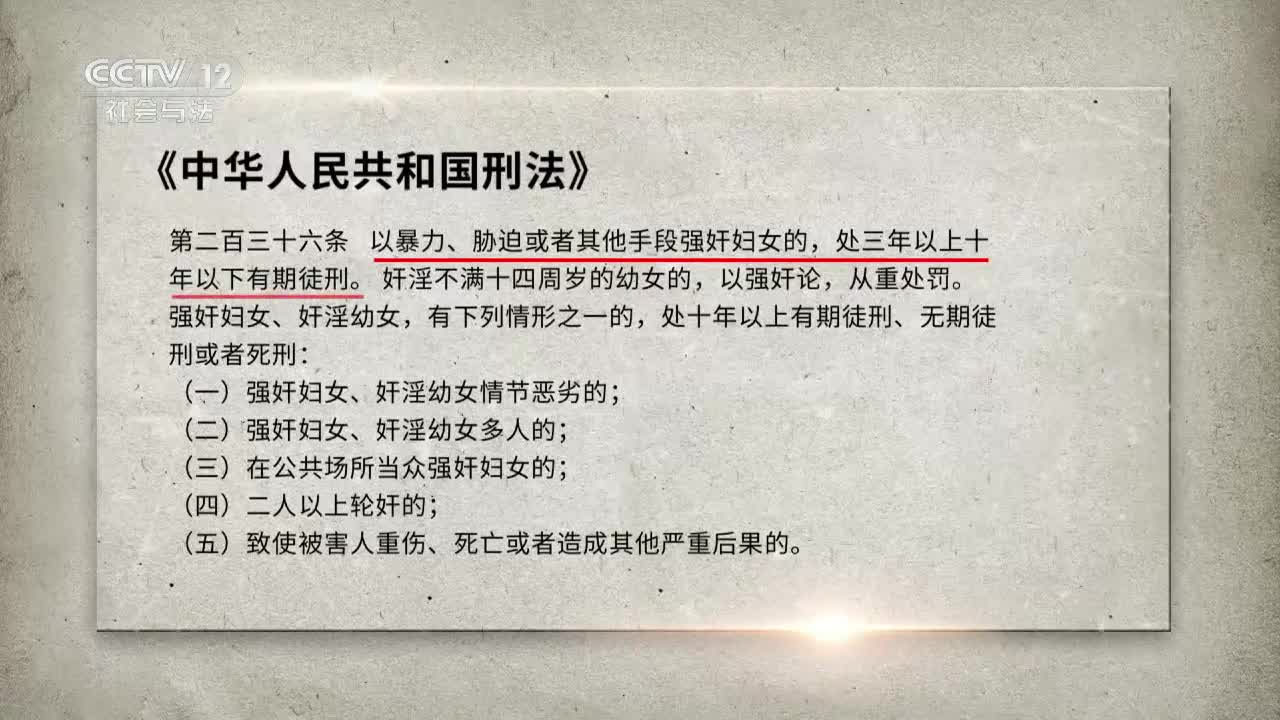 CCTV 12
社会与法
《中华人民共和国刑法》
第二百三十六条 以暴力、胁迫或者其他手段强奸妇女的，处三年以上十
年以下有期徒刑。奸淫不满十四周岁的幼女的，以强奸论，从重处罚。
强奸妇女、奸淫幼女，有下列情形之一的，处十年以上有期徒刑、无期徒
刑或者死刑：
（一）强奸妇女、奸淫幼女情节恶劣的；
（二）强奸妇女、奸淫幼女多人的；
（三）在公共场所当众强奸妇女的；
（四）二人以上轮奸的；
（五）致使被害人重伤、死亡或者造成其他严重后果的。